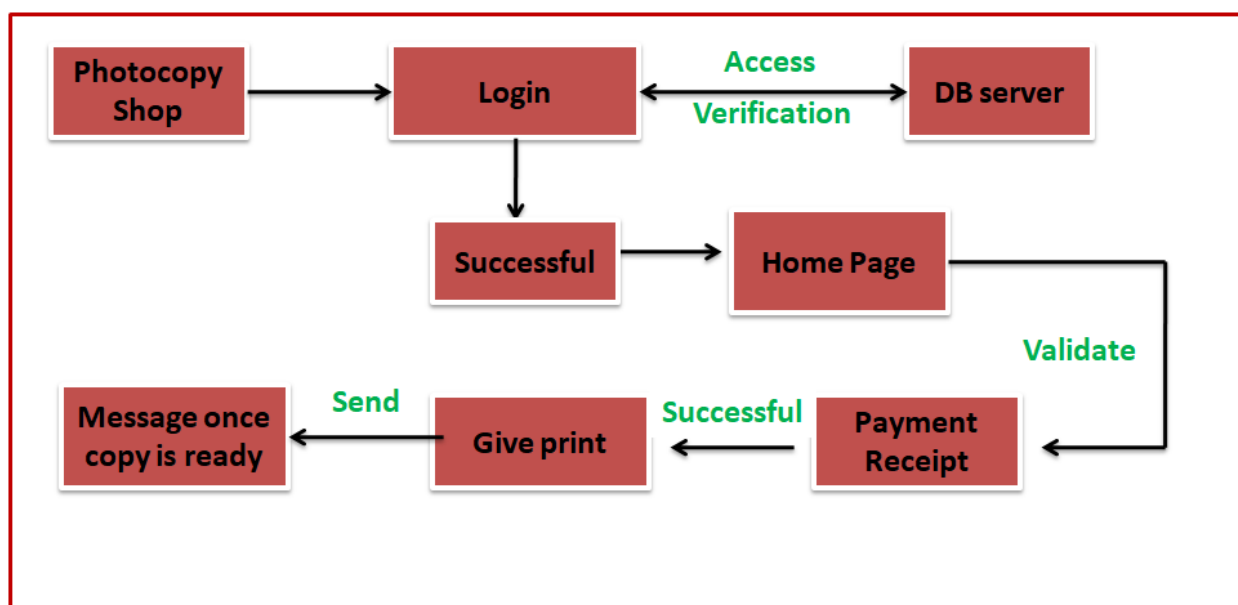 Photocopy
Shop
Login
Access
Verification
DB server
Successful
Home Page
Validate
Payment
Receipt
Successful
Give print
Send
Message once
copy is ready